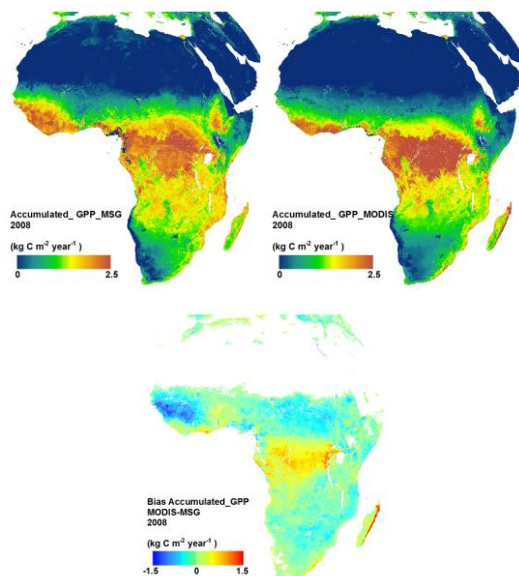 Accumulated_ GPP_MSG
2008
(kg C m-2 year-1 )
0 2.5
Accumulated_ GPP_MODIS
2008
(kg C m-2 year-1 )
0 2.5
Bias Accumulated_GPP
MODIS-MSG
2008
(kg C m-2 year-1 )
-1.5 0 1.5